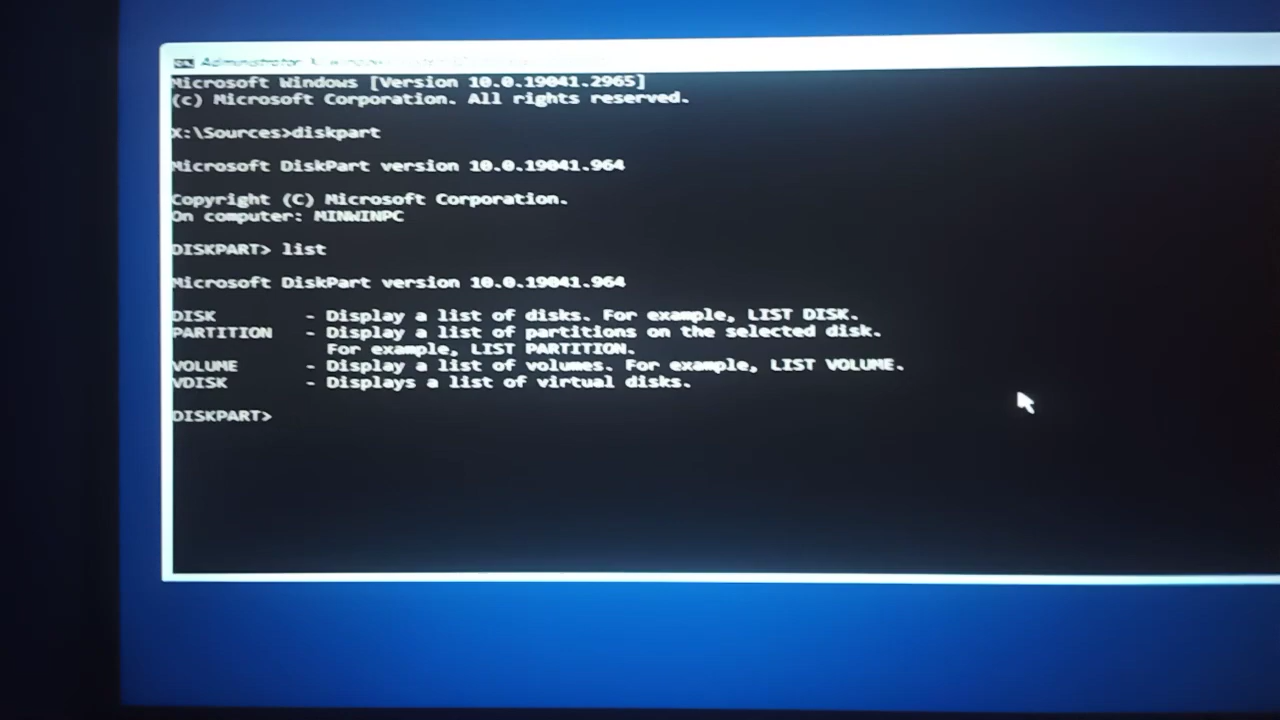 Administrator
Microsoft Windows [Version 10.0.19041.2965]
(c) Microsoft Corporation. All rights reserved.
X:\Sources>diskpart
Microsoft DiskPart version 10.0.19041.964
Copyright (C) Microsoft Corporation.
On computer: MINWINPC
DISKPART> list
Microsoft DiskPart version 10.0.19041.964
DISK - Display a list of disks. For example, LIST DISK.
PARTITION - Display a list of partitions on the selected disk.
For example, LIST PARTITION.
VOLUME - Display a list of volumes. For example, LIST VOLUME.
VDISK - Displays a list of virtual disks.
DISKPART>